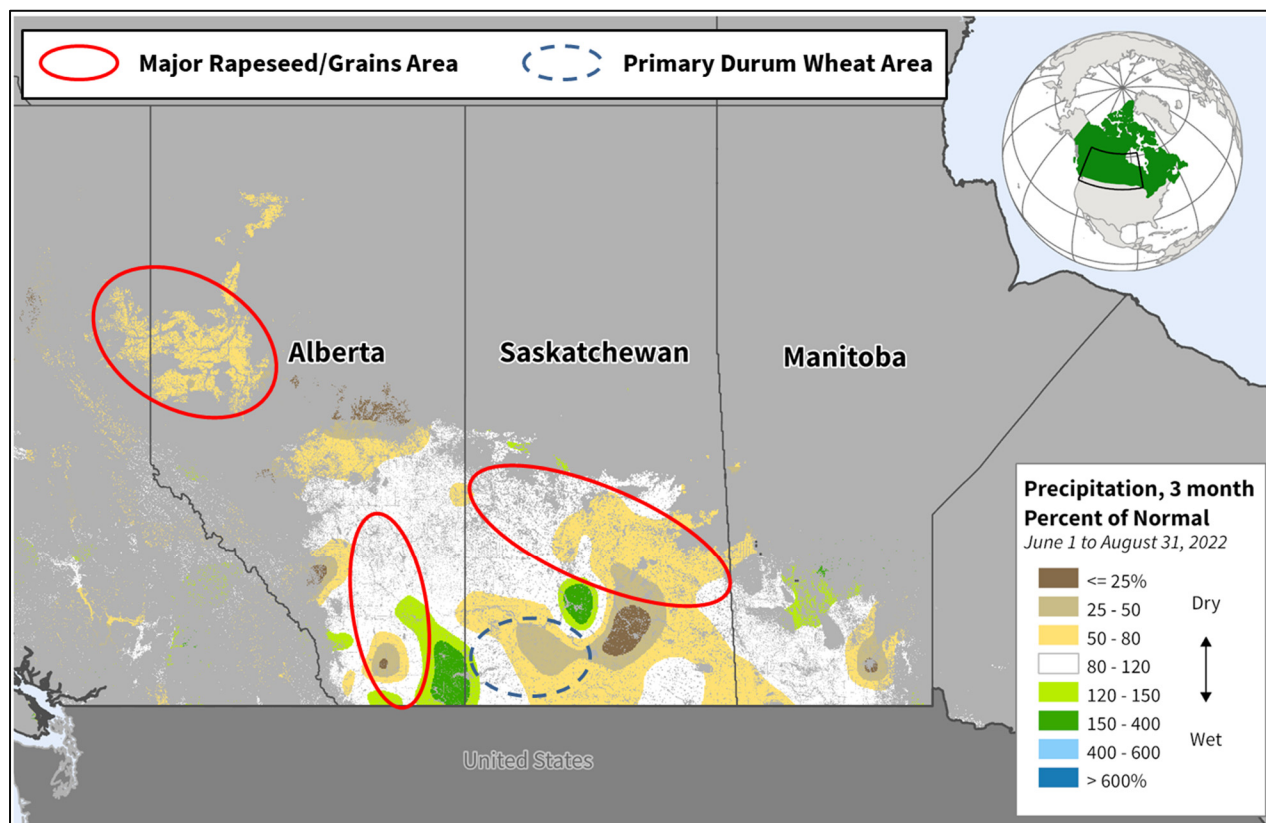 Major Rapeseed/Grains Area
Primary Durum Wheat Area
Alberta
Saskatchewan
Manitoba
United States
Precipitation, 3 month
Percent of Normal
June 1 to August 31, 2022
<= 25%
25 - 50
50 - 80
80 - 120
120 - 150
150 - 400
400 - 600
> 600%
Dry
Wet